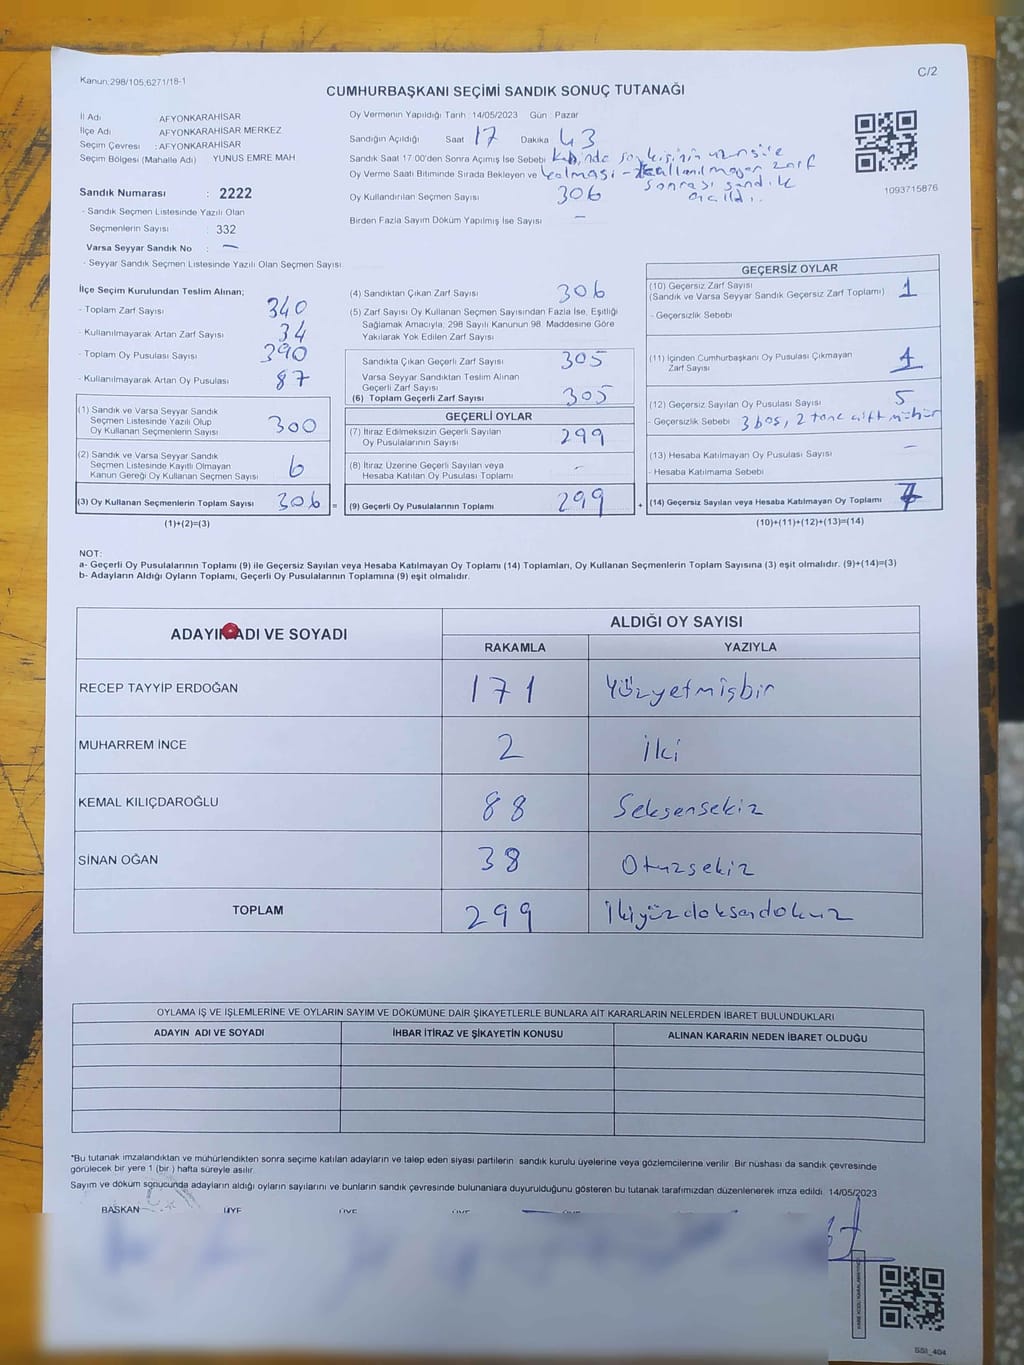 Kanun:298/105;6271/18-1
C/2
CUMHURBAŞKANI SEÇİMİ SANDIK SONUÇ TUTANAĞI
İl Adı AFYONKARAHİSAR
İlçe Adı AFYONKARAHİSAR MERKEZ
Seçim Çevresi : AFYONKARAHİSAR
Seçim Bölgesi (Mahalle Adı) YUNUS EMRE MAH
Sandık Numarası : 2222
- Sandık Seçmen Listesinde Yazılı Olan
Seçmenlerin Sayısı : 332
Varsa Seyyar Sandık No : —
- Seyyar Sandık Seçmen Listesinde Yazılı Olan Seçmen Sayısı
Oy Vermenin Yapıldığı Tarih :14/05/2023 Gün : Pazar
Sandığın Açıldığı Saat 17 Dakika 43
Sandık Saat 17:00'den Sonra Açılmış İse Sebebi
Oy Verme Saati Bitiminde Sırada Bekleyen ve kalması - zarf
sonrası sandık
açıldı.
Oy Kullandırılan Seçmen Sayısı 306
Birden Fazla Sayım Döküm Yapılmış İse Sayısı —
1093715876
İlçe Seçim Kurulundan Teslim Alınan;
- Toplam Zarf Sayısı 340
- Kullanılmayarak Artan Zarf Sayısı 34
- Toplam Oy Pusulası Sayısı 390
- Kullanılmayarak Artan Oy Pusulası 87
(1) Sandık ve Varsa Seyyar Sandık
Seçmen Listesinde Yazılı Olup
Oy Kullanan Seçmenlerin Sayısı 300
(2) Sandık ve Varsa Seyyar Sandık
Seçmen Listesinde Kayıtlı Olmayan
Kanun Gereği Oy Kullanan Seçmen Sayısı 6
(3) Oy Kullanan Seçmenlerin Toplam Sayısı 306 =
(1)+(2)=(3)
(4) Sandıktan Çıkan Zarf Sayısı 306
(5) Zarf Sayısı Oy Kullanan Seçmen Sayısından Fazla İse, Eşitliği
Sağlamak Amacıyla; 298 Sayılı Kanunun 98. Maddesine Göre
Yakılarak Yok Edilen Zarf Sayısı
Sandıkta Çıkan Geçerli Zarf Sayısı 305
Varsa Seyyar Sandıktan Teslim Alınan
Geçerli Zarf Sayısı
(6) Toplam Geçerli Zarf Sayısı 305
GEÇERLİ OYLAR
(7) İtiraz Edilmeksizin Geçerli Sayılan
Oy Pusulalarının Sayısı 299
(8) İtiraz Üzerine Geçerli Sayılan veya
Hesaba Katılan Oy Pusulası Toplamı -
(9) Geçerli Oy Pusulalarının Toplamı 299 +
GEÇERSİZ OYLAR
(10) Geçersiz Zarf Sayısı
(Sandık ve Varsa Seyyar Sandık Geçersiz Zarf Toplamı) 1
- Geçersizlik Sebebi
(11) İçinden Cumhurbaşkanı Oy Pusulası Çıkmayan
Zarf Sayısı 1
(12) Geçersiz Sayılan Oy Pusulası Sayısı 5
- Geçersizlik Sebebi 3 boş, 2 tane çift mühür
(13) Hesaba Katılmayan Oy Pusulası Sayısı —
- Hesaba Katılmama Sebebi
(14) Geçersiz Sayılan veya Hesaba Katılmayan Oy Toplamı 7
(10)+(11)+(12)+(13)=(14)
NOT:
a- Geçerli Oy Pusulalarının Toplamı (9) ile Geçersiz Sayılan veya Hesaba Katılmayan Oy Toplamı (14) Toplamları, Oy Kullanan Seçmenlerin Toplam Sayısına (3) eşit olmalıdır. (9)+(14)=(3)
b- Adayların Aldığı Oyların Toplamı, Geçerli Oy Pusulalarının Toplamına (9) eşit olmalıdır.
ADAYIN ADI VE SOYADI
ALDIĞI OY SAYISI
RAKAMLA YAZIYLA
RECEP TAYYİP ERDOĞAN 171 Yüzyetmişbir
MUHARREM İNCE 2 İki
KEMAL KILIÇDAROĞLU 88 Seksensekiz
SİNAN OĞAN 38 Otuzsekiz
TOPLAM 299 İkiyüzdoksandokuz
OYLAMA İŞ VE İŞLEMLERİNE VE OYLARIN SAYIM VE DÖKÜMÜNE DAİR ŞİKAYETLERLE BUNLARA AİT KARARLARIN NELERDEN İBARET BULUNDUKLARI
ADAYIN ADI VE SOYADI İHBAR İTİRAZ VE ŞİKAYETİN KONUSU ALINAN KARARIN NEDEN İBARET OLDUĞU
"Bu tutanak imzalandıktan ve mühürlendikten sonra seçime katılan adayların ve talep eden siyasi partilerin sandık kurulu üyelerine veya gözlemcilerine verilir. Bir nüshası da sandık çevresinde
görülecek bir yere 1 (bir ) hafta süreyle asılır.
Sayım ve döküm sonucunda adayların aldığı oyların sayılarını ve bunların sandık çevresinde bulunanlara duyurulduğunu gösteren bu tutanak tarafımızdan düzenlenerek imza edildi. 14/05/2023
BAŞKAN ÜYE ÜYE ÜYE
SSI_404